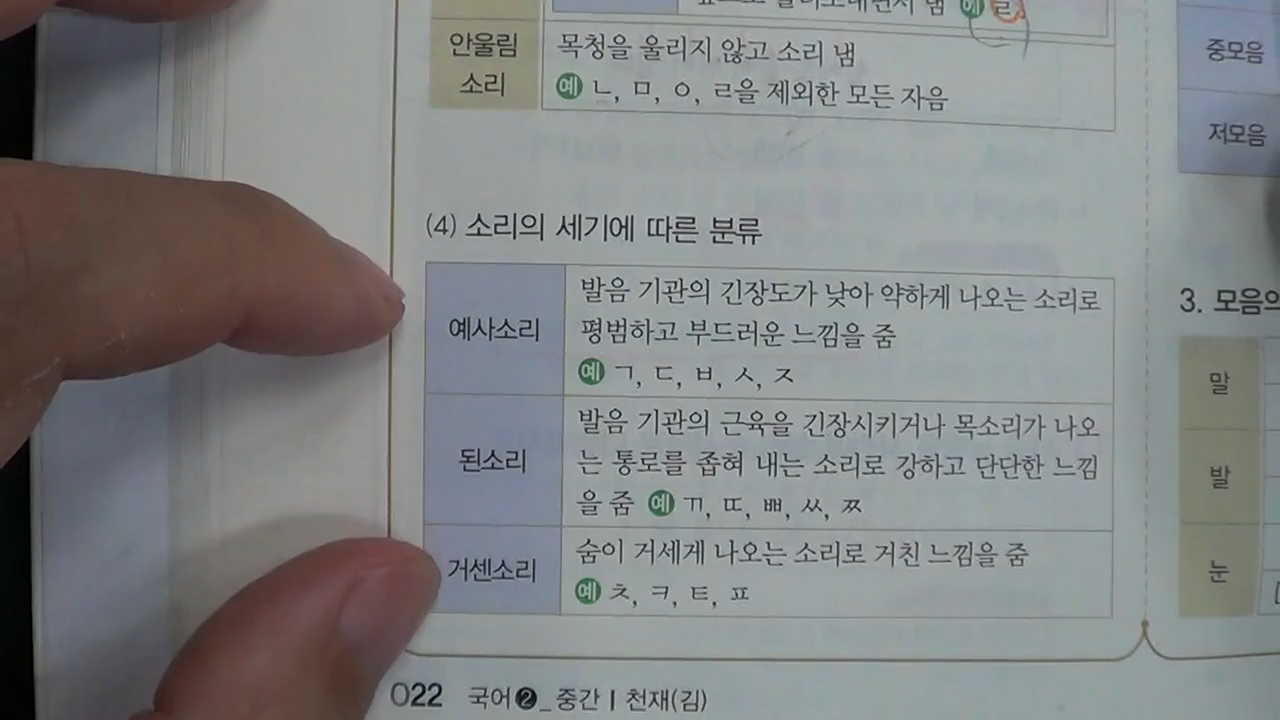 예 ㄹ
안울림
소리
목청을 울리지 않고 소리 냄
예 ㄴ, ㅁ, ㅇ, ㄹ을 제외한 모든 자음
(4) 소리의 세기에 따른 분류
예사소리
발음 기관의 긴장도가 낮아 약하게 나오는 소리로
평범하고 부드러운 느낌을 줌
예 ㄱ, ㄷ, ㅂ, ㅅ, ㅈ
된소리
발음 기관의 근육을 긴장시키거나 목소리가 나오
는 통로를 좁혀 내는 소리로 강하고 단단한 느낌
을 줌 예 ㄲ, ㄸ, ㅃ, ㅆ, ㅉ
거센소리
숨이 거세게 나오는 소리로 거친 느낌을 줌
예 ㅊ, ㅋ, ㅌ, ㅍ
022 국어❷_중간 | 천재(김)
중모음
저모음
3. 모음의
말
발
눈